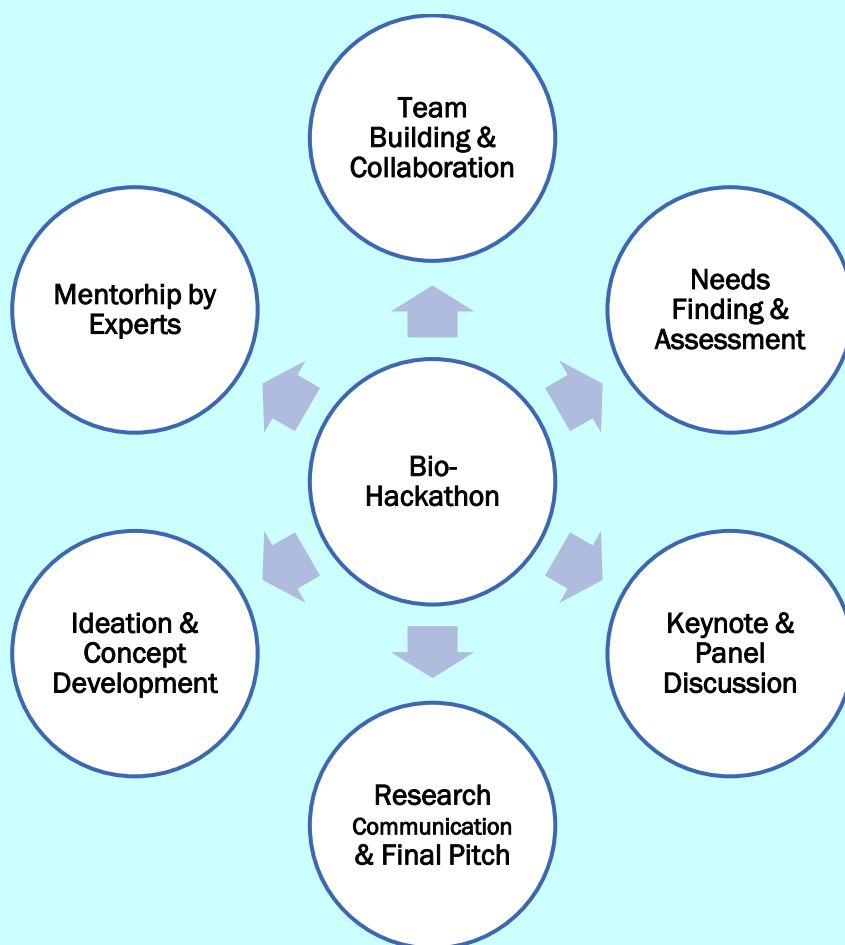 Team
Building &
Collaboration
Needs
Finding &
Assessment
Mentorhip by
Experts
Bio-
Hackathon
Ideation &
Concept
Development
Keynote &
Panel
Discussion
Research
Communication
& Final Pitch